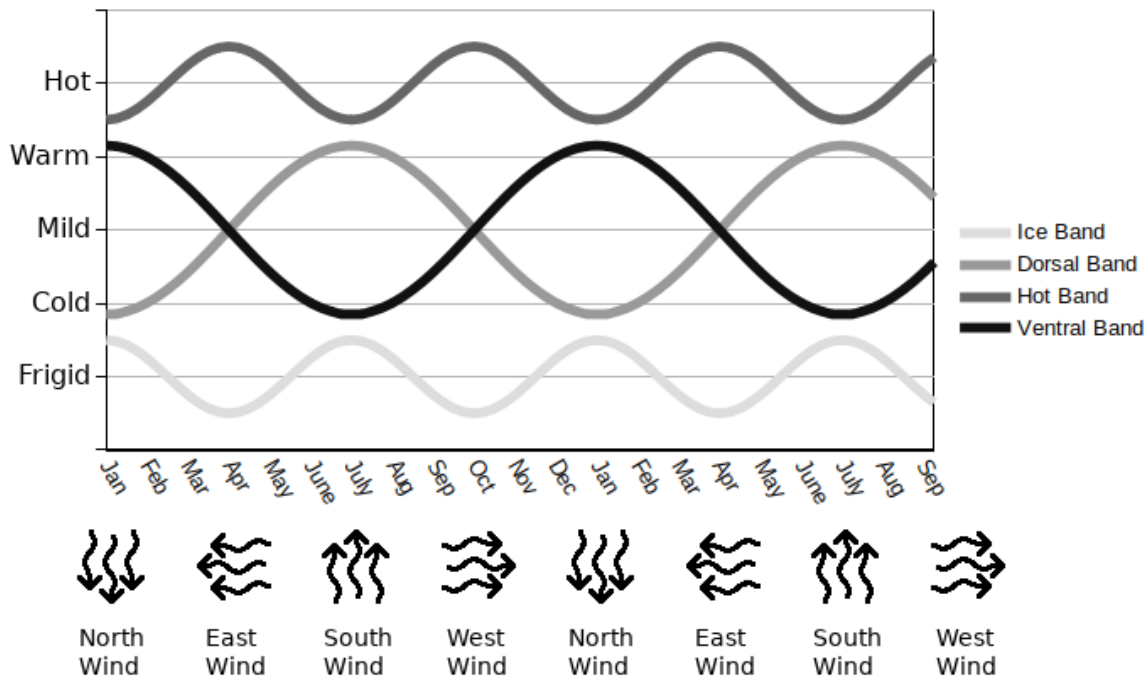 Hot
Warm
Mild
Cold
Frigid
Ice Band
Dorsal Band
Hot Band
Ventral Band
Jan Feb Mar Apr May June July Aug Sep Oct Nov Dec Jan Feb Mar Apr May June July Aug Sep
North East South West North East South West
Wind Wind Wind Wind Wind Wind Wind Wind